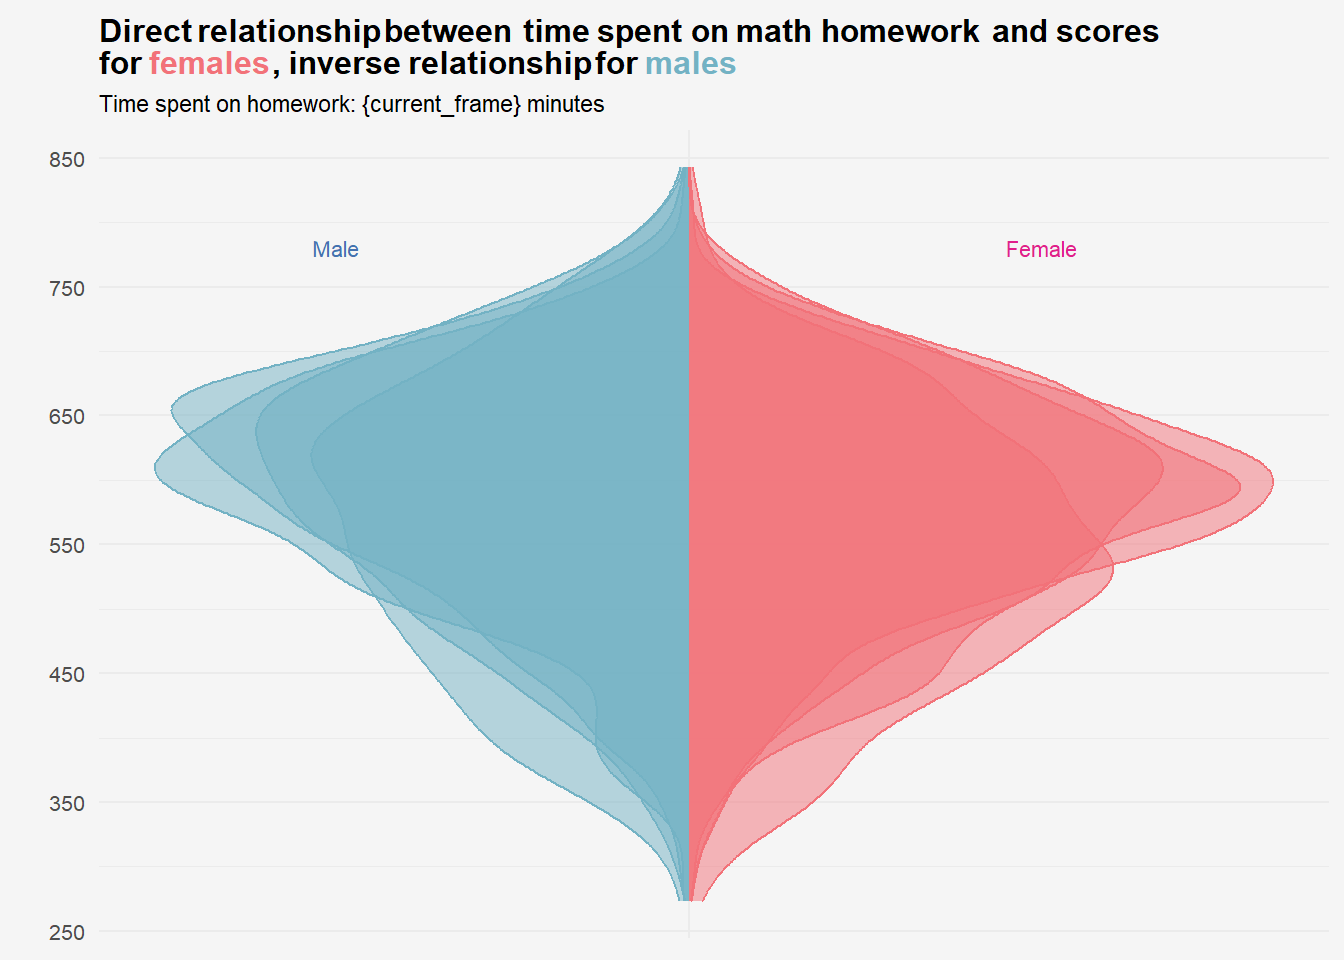 Direct relationship between time spent on math homework and scores
for females, inverse relationship for males
Time spent on homework: {current_frame} minutes
850
Male
Female
750
650
550
450
350
250